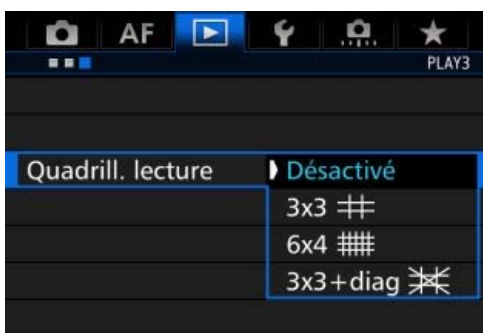 AF
PLAY3
Quadrill. lecture
Désactivé
3x3
6x4
3x3+diag